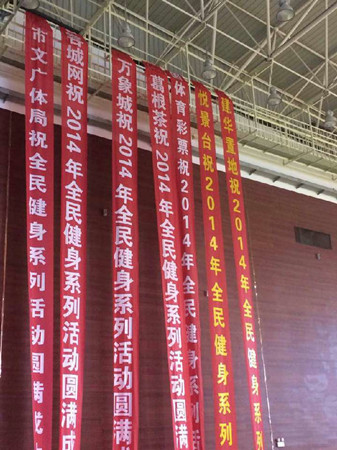 市文广体局祝全民健身系列活动圆满成
容城网祝2014年全民健身系列活动圆满成
万象城祝2014年全民健身系列活动圆满
葛根茶祝2014年全民健身系列活动圆满
体育彩票祝2014年全民健身系列
悦景台祝2014年全民健身系列
建华置地祝2014年全民健身系列